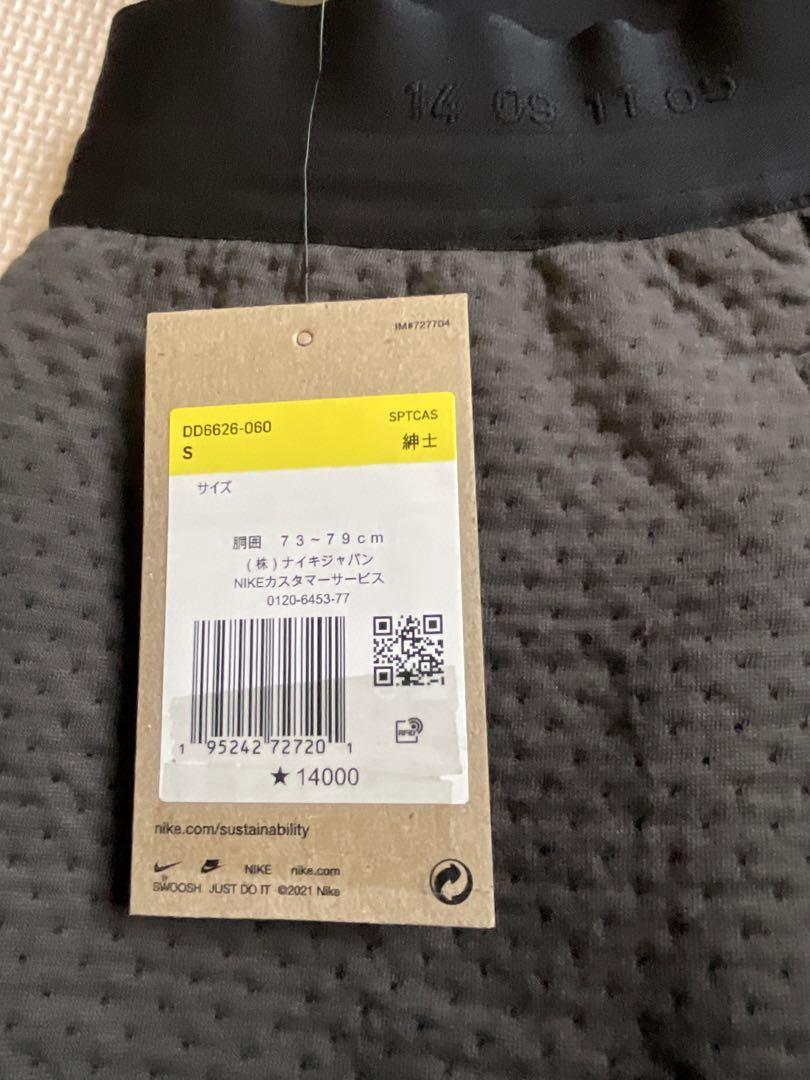 14 09 11 05
IM#727704
DD6626-060
SPTCAS
S
紳士
サイズ
胴囲 73~79cm
(株)ナイキジャパン
NIKEカスタマーサービス
0120-6453-77
RFID
1 95242 72720 1
★14000
nike.com/sustainability
NIKE nike.com
SWOOSH JUST DO IT ©2021 Nike